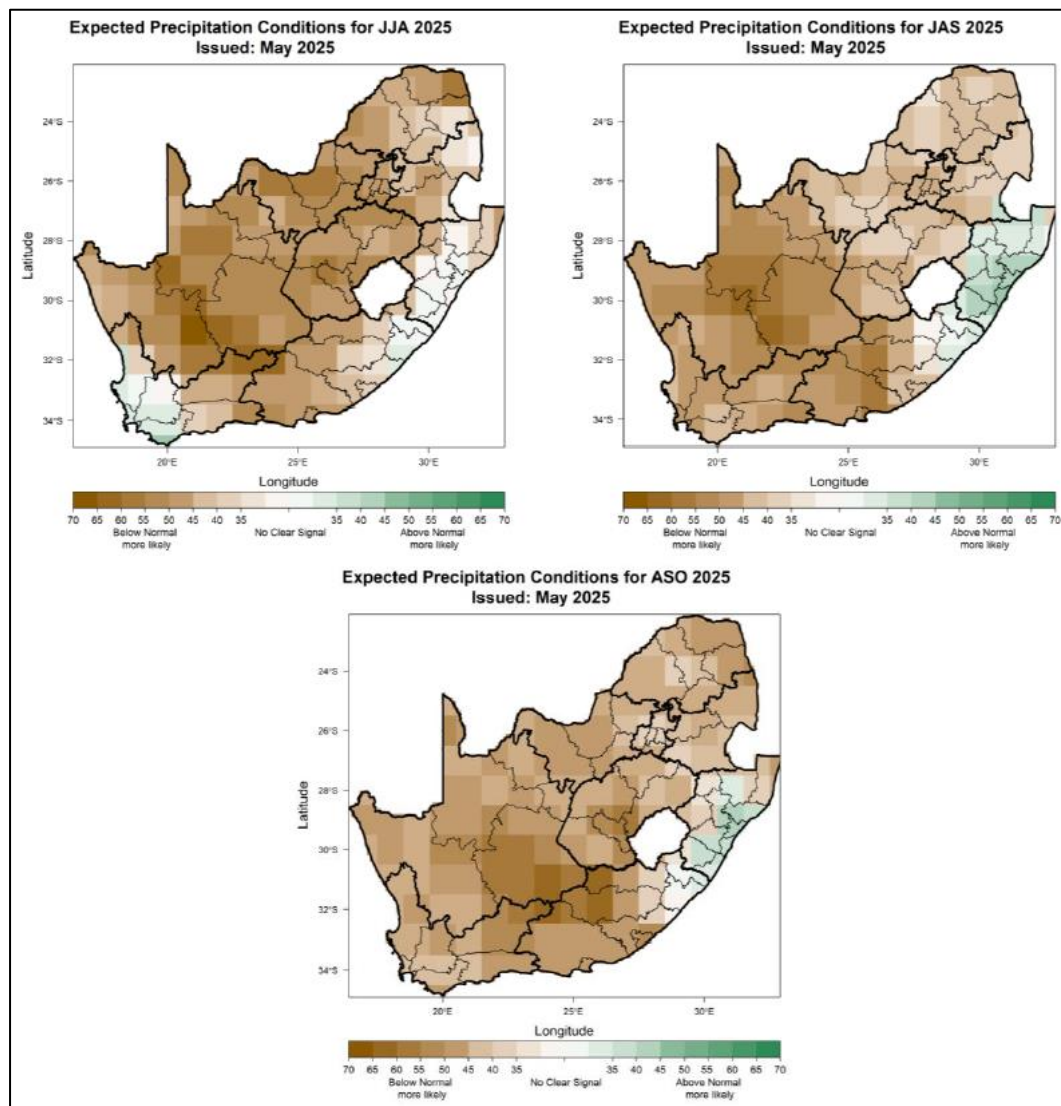 Expected Precipitation Conditions for JJA 2025
Issued: May 2025
24°S
26°S
28°S
30°S
32°S
34°S
Latitude
20°E 25°E 30°E
Longitude
70 65 60 55 50 45 40 35 35 40 45 50 55 60 65 70
Below Normal No Clear Signal Above Normal
more likely more likely
Expected Precipitation Conditions for JAS 2025
Issued: May 2025
24°S
26°S
28°S
30°S
32°S
34°S
Latitude
20°E 25°E 30°E
Longitude
70 65 60 55 50 45 40 35 35 40 45 50 55 60 65 70
Below Normal No Clear Signal Above Normal
more likely more likely
Expected Precipitation Conditions for ASO 2025
Issued: May 2025
24°S
26°S
28°S
30°S
32°S
34°S
Latitude
20°E 25°E 30°E
Longitude
70 65 60 55 50 45 40 35 35 40 45 50 55 60 65 70
Below Normal No Clear Signal Above Normal
more likely more likely